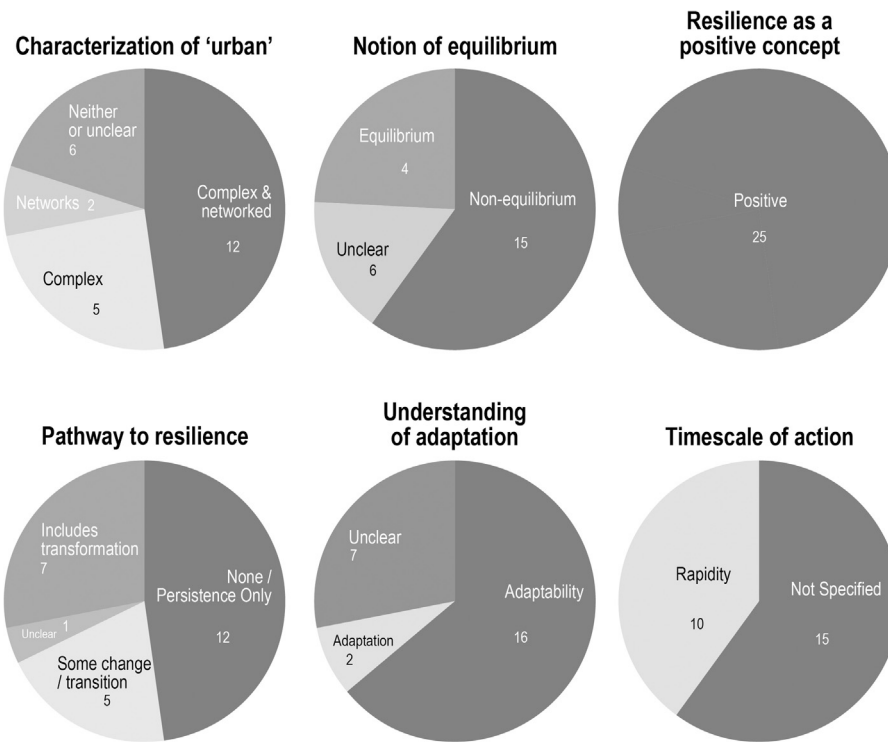 Characterization of ‘urban’
Neither
or unclear
6
Networks 2
Complex
5
Complex &
networked
12
Notion of equilibrium
Equilibrium
4
Unclear
6
Non-equilibrium
15
Resilience as a
positive concept
Positive
25
Pathway to resilience
Includes
transformation
7
Unclear 1
Some change
/ transition
5
None /
Persistence Only
12
Understanding
of adaptation
Unclear
7
Adaptation
2
Adaptability
16
Timescale of action
Rapidity
10
Not Specified
15